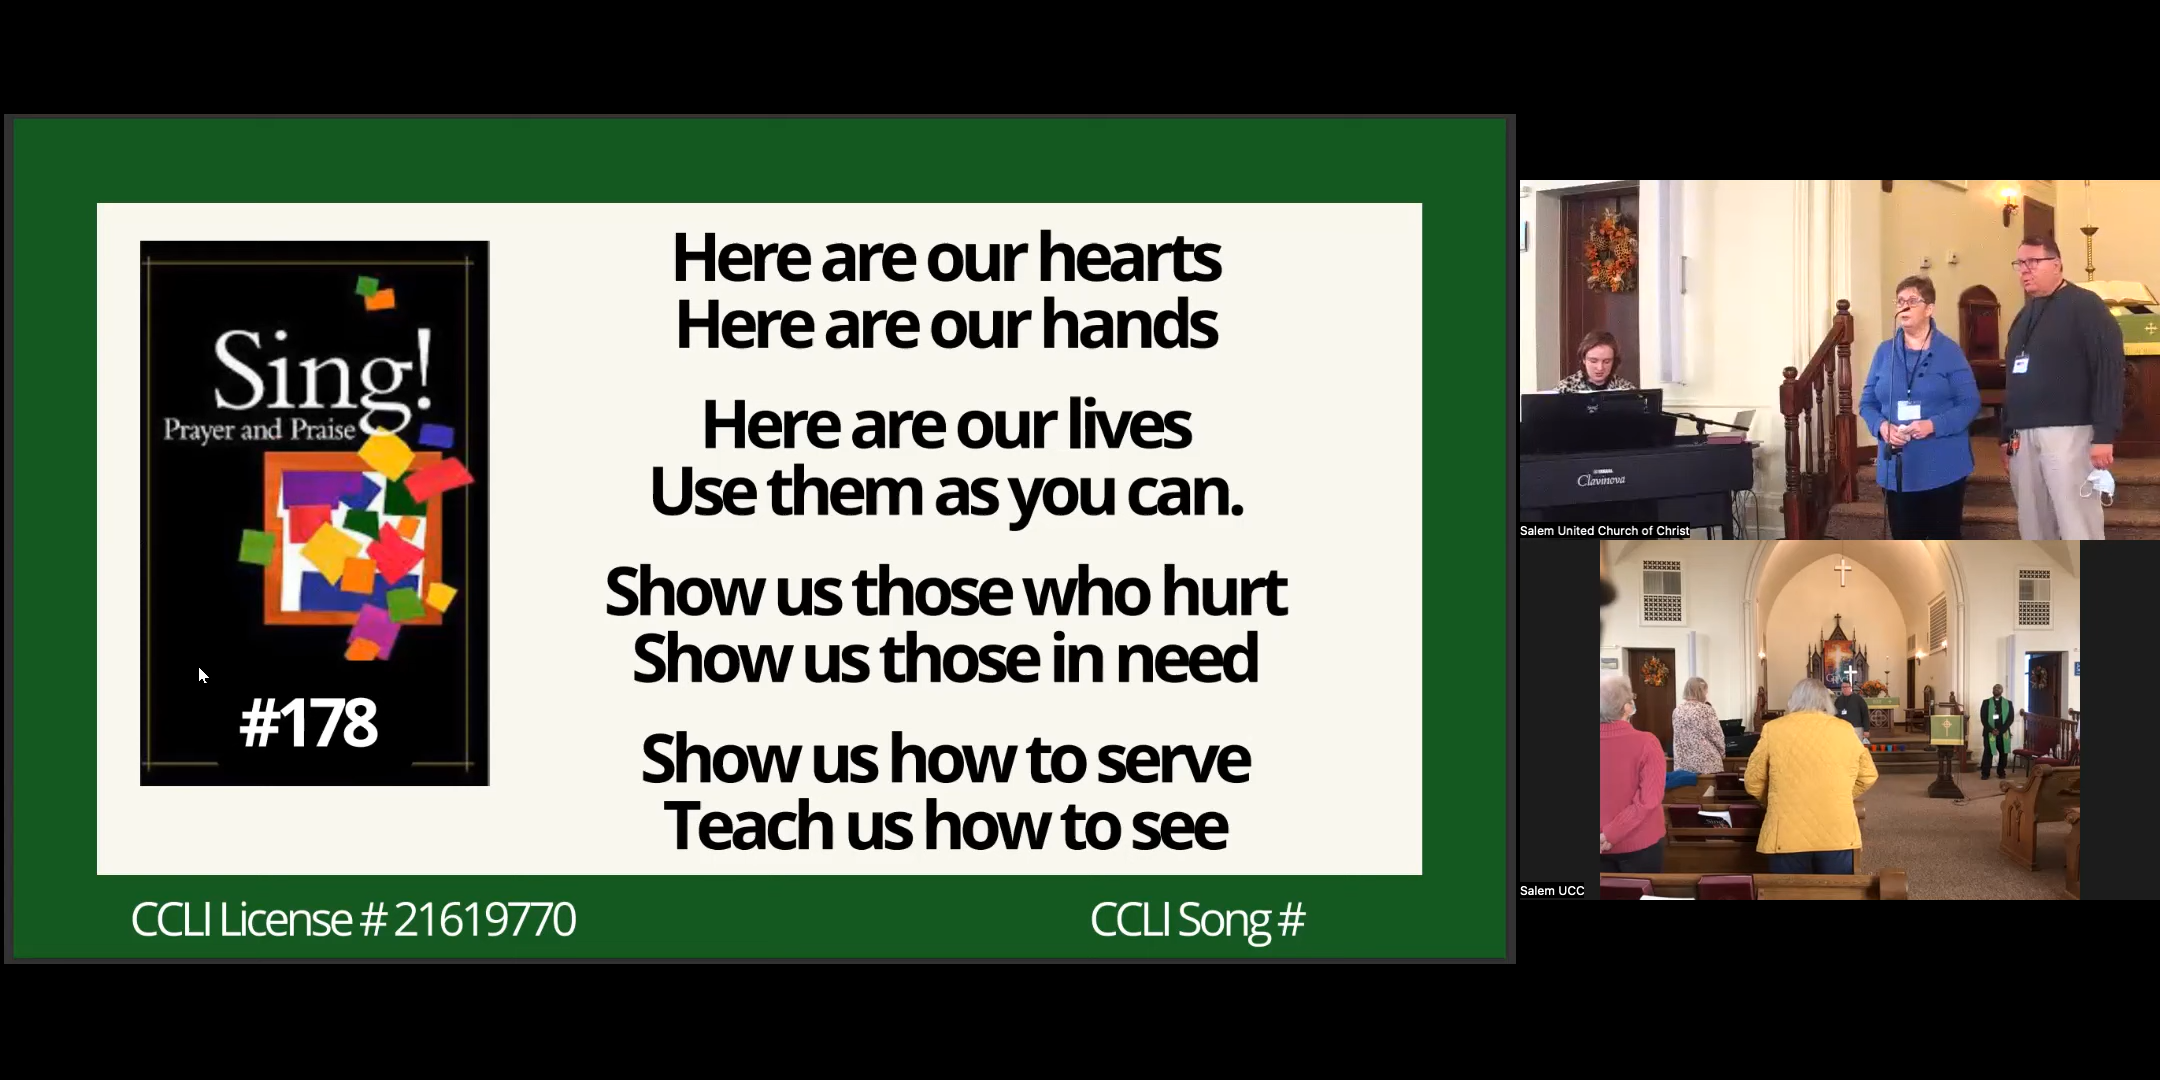 Sing!
Prayer and Praise
#178
Here are our hearts
Here are our hands
Here are our lives
Use them as you can.
Show us those who hurt
Show us those in need
Show us how to serve
Teach us how to see
CCLI License # 21619770
CCLI Song #
YAMAHA
Clavinova
Salem United Church of Christ
Salem UCC